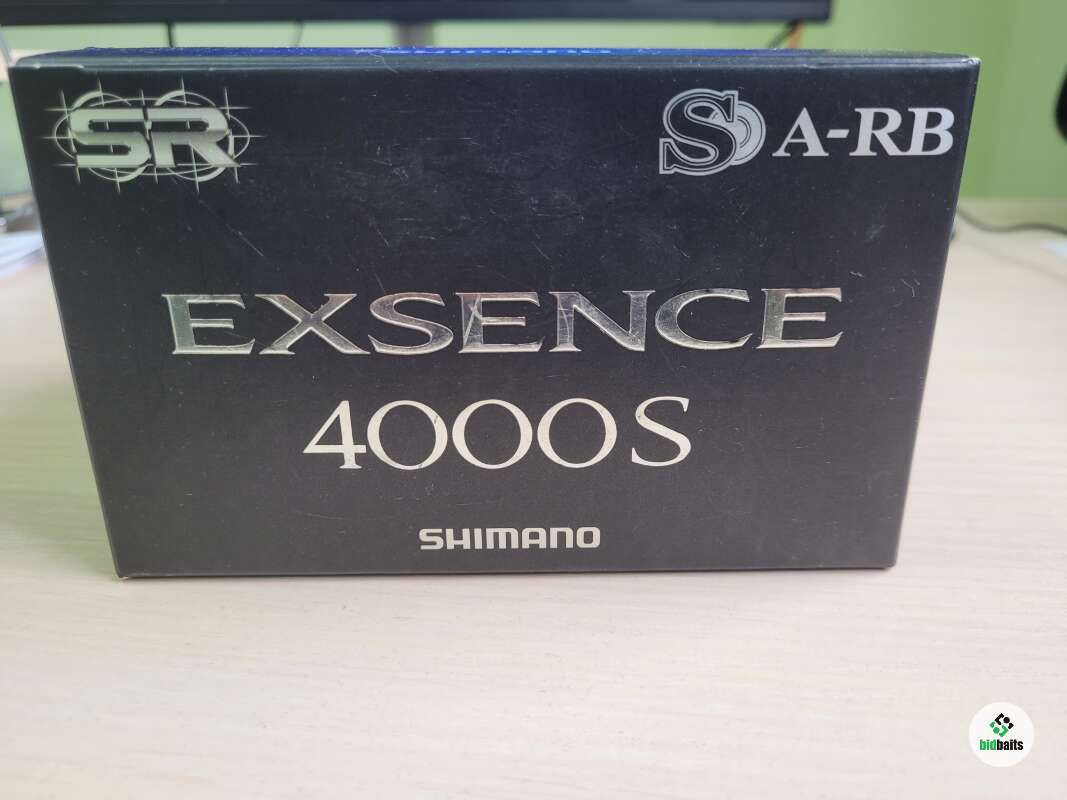 SR
S A-RB
EXSENCE
4000S
SHIMANO
bidbaits